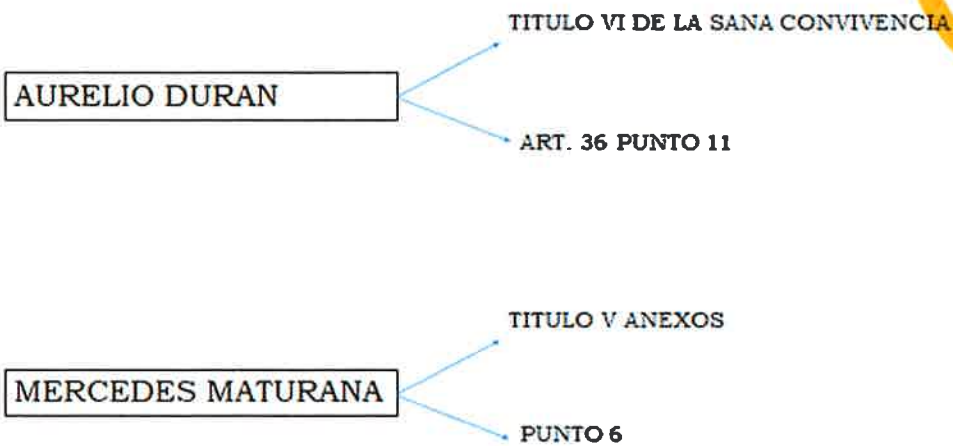 TITULO VI DE LA SANA CONVIVENCIA
AURELIO DURAN
ART. 36 PUNTO 11
TITULO V ANEXOS
MERCEDES MATURANA
PUNTO 6